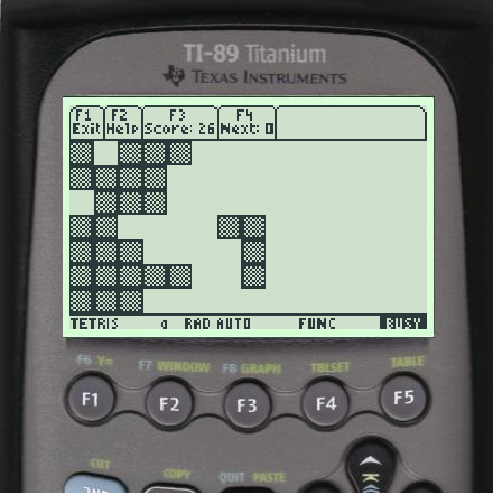 TI-89 Titanium
TEXAS INSTRUMENTS
F1 F2 F3 F4
Exit Help Score: 26 Next: 0
TETRIS a RAD AUTO FUNC BUSY
F6 Y= F7 WINDOW F8 GRAPH TBLSET TABLE
F1 F2 F3 F4 F5
CUT COPY QUIT PASTE
2ND
K